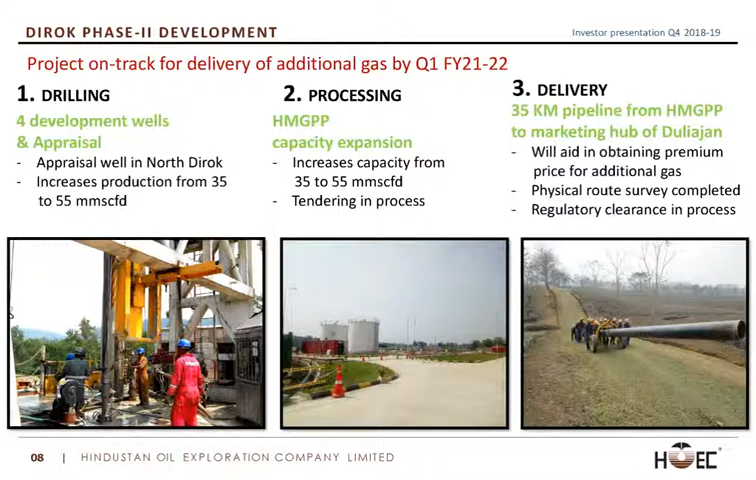 DIROK PHASE-II DEVELOPMENT
Investor presentation Q4 2018-19
Project on-track for delivery of additional gas by Q1 FY21-22
1. DRILLING
4 development wells
& Appraisal
- Appraisal well in North Dirok
- Increases production from 35
to 55 mmscfd
2. PROCESSING
HMGPP
capacity expansion
- Increases capacity from
35 to 55 mmscfd
- Tendering in process
3. DELIVERY
35 KM pipeline from HMGPP
to marketing hub of Duliajan
- Will aid in obtaining premium
price for additional gas
- Physical route survey completed
- Regulatory clearance in process
08 | HINDUSTAN OIL EXPLORATION COMPANY LIMITED
HOEC